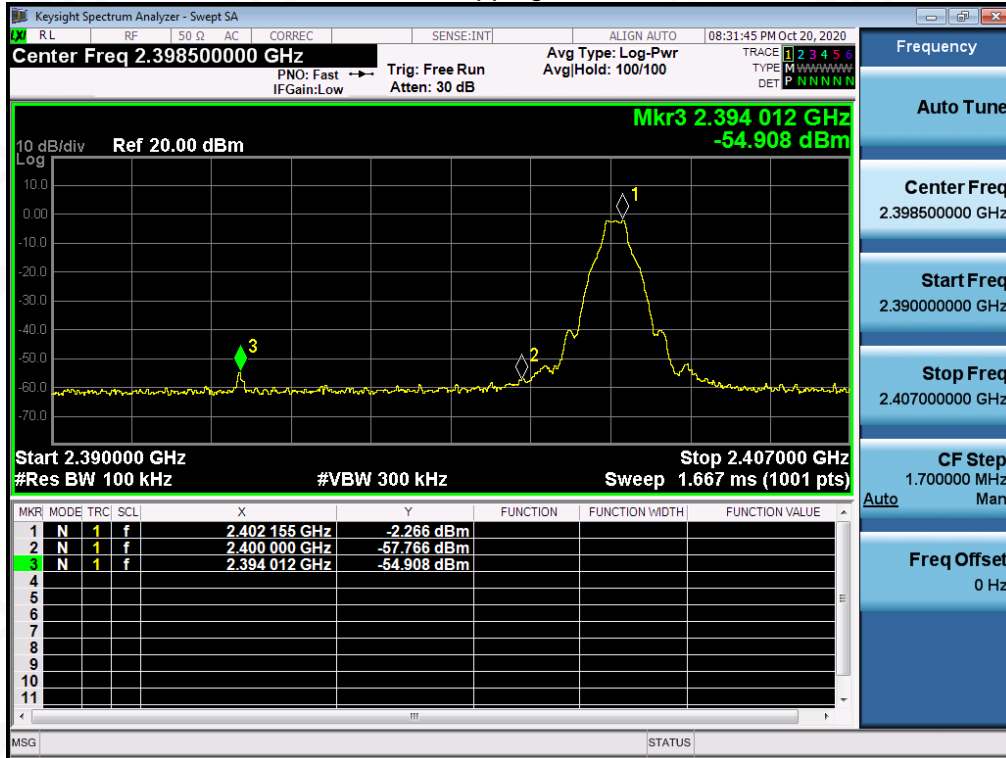 Keysight Spectrum Analyzer - Swept SA
LXI RL RF 50 Ω AC CORREC SENSE:INT ALIGN AUTO 08:31:45 PM Oct 20, 2020
Center Freq 2.398500000 GHz
PNO: Fast
IFGain:Low
Trig: Free Run
Atten: 30 dB
Avg Type: Log-Pwr
Avg|Hold: 100/100
TRACE 1 2 3 4 5 6
TYPE M WWWWW
DET P N N N N N
Mkr3 2.394 012 GHz
-54.908 dBm
10 dB/div Ref 20.00 dBm
Log
10.0
0.00
-10.0
-20.0
-30.0
-40.0
-50.0
-60.0
-70.0
1
2
3
Start 2.390000 GHz Stop 2.407000 GHz
#Res BW 100 kHz #VBW 300 kHz Sweep 1.667 ms (1001 pts)
MKR MODE TRC SCL X Y FUNCTION FUNCTION WIDTH FUNCTION VALUE
1 N 1 f 2.402 155 GHz -2.266 dBm
2 N 1 f 2.400 000 GHz -57.766 dBm
3 N 1 f 2.394 012 GHz -54.908 dBm
4
5
6
7
8
9
10
11
MSG STATUS
Frequency
Auto Tune
Center Freq
2.398500000 GHz
Start Freq
2.390000000 GHz
Stop Freq
2.407000000 GHz
CF Step
1.700000 MHz
Auto Man
Freq Offset
0 Hz